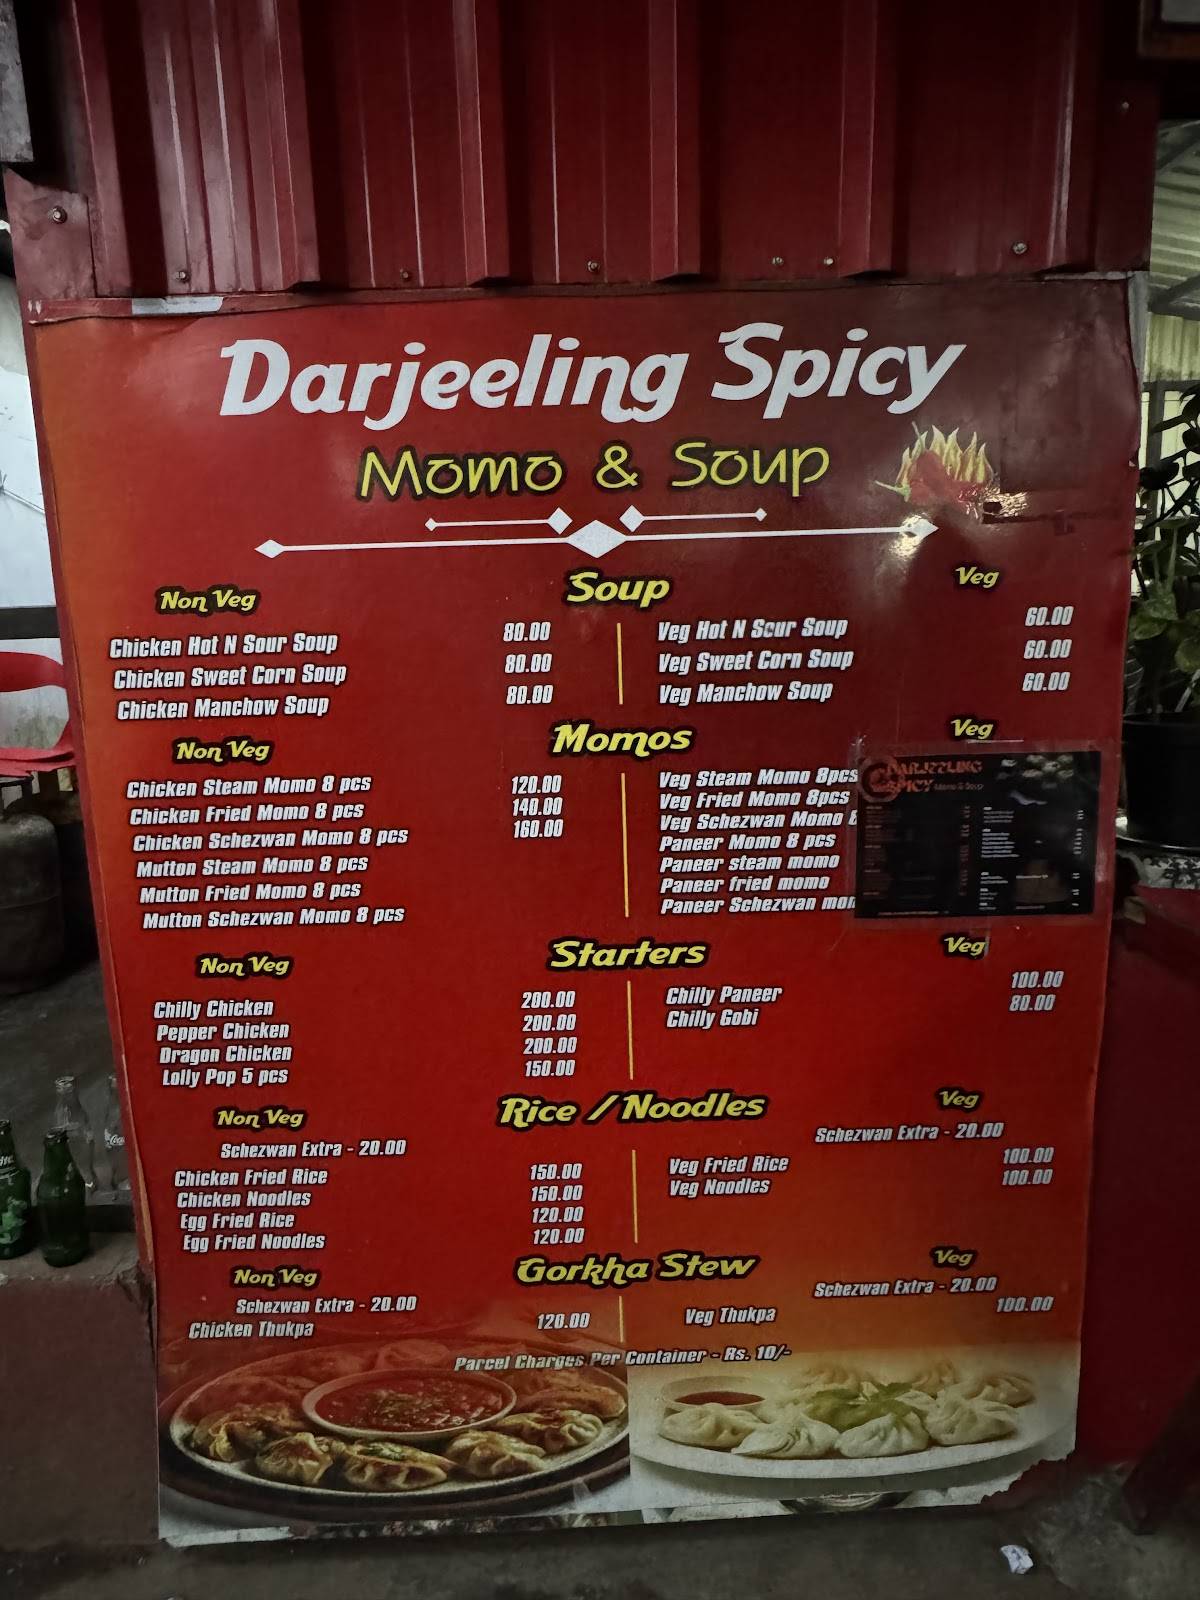 Darjeeling Spicy
Momo & Soup
Non Veg Soup Veg
Chicken Hot N Sour Soup 80.00 Veg Hot N Sour Soup 60.00
Chicken Sweet Corn Soup 80.00 Veg Sweet Corn Soup 60.00
Chicken Manchow Soup 80.00 Veg Manchow Soup 60.00
Non Veg Momos Veg
Chicken Steam Momo 8 pcs 120.00 Veg Steam Momo 8pcs
Chicken Fried Momo 8 pcs 140.00 Veg Fried Momo 8pcs
Chicken Schezwan Momo 8 pcs 160.00 Veg Schezwan Momo
Mutton Steam Momo 8 pcs Paneer Momo 8 pcs
Mutton Fried Momo 8 pcs Paneer steam momo
Mutton Schezwan Momo 8 pcs Paneer fried momo
Paneer Schezwan
DARJEELING
SPICY Momo & Soup
Non Veg Starters Veg
Chilly Chicken 200.00 Chilly Paneer 100.00
Pepper Chicken 200.00 Chilly Gobi 80.00
Dragon Chicken 200.00
Lolly Pop 5 pcs 150.00
Non Veg Rice / Noodles Veg
Schezwan Extra - 20.00 Schezwan Extra - 20.00
Chicken Fried Rice 150.00 Veg Fried Rice 100.00
Chicken Noodles 150.00 Veg Noodles 100.00
Egg Fried Rice 120.00
Egg Fried Noodles 120.00
Non Veg Gorkha Stew Veg
Schezwan Extra - 20.00 Schezwan Extra - 20.00
Chicken Thukpa 120.00 Veg Thukpa 100.00
Parcel Charges Per Container - Rs. 10/-